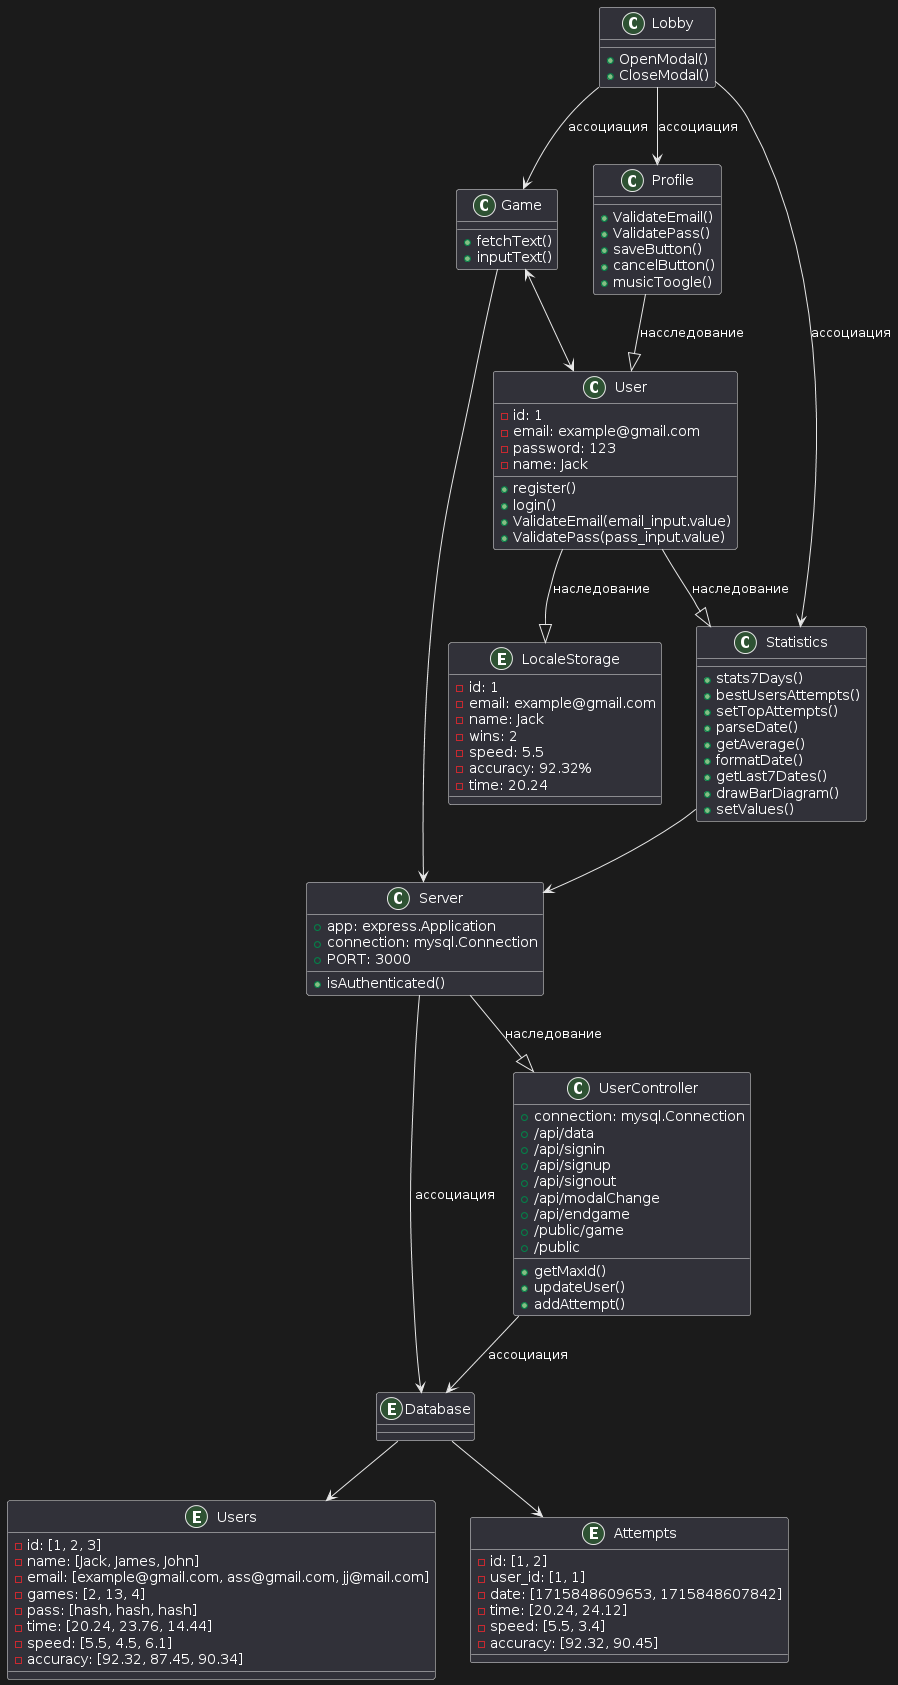 C Lobby
OpenModal()
CloseModal()
ассоциация
ассоциация
C Game
fetchText()
inputText()
C Profile
ValidateEmail()
ValidatePass()
saveButton()
cancelButton()
musicToogle()
насследование
ассоциация
C User
id: 1
email: example@gmail.com
password: 123
name: Jack
register()
login()
ValidateEmail(email_input.value)
ValidatePass(pass_input.value)
наследование
наследование
E LocaleStorage
id: 1
email: example@gmail.com
name: Jack
wins: 2
speed: 5.5
accuracy: 92.32%
time: 20.24
C Statistics
stats7Days()
bestUsersAttempts()
setTopAttempts()
parseDate()
getAverage()
formatDate()
getLast7Dates()
drawBarDiagram()
setValues()
C Server
app: express.Application
connection: mysql.Connection
PORT: 3000
isAuthenticated()
наследование
C UserController
connection: mysql.Connection
/api/data
/api/signin
/api/signup
/api/signout
/api/modalChange
/api/endgame
/public/game
/public
getMaxId()
updateUser()
addAttempt()
ассоциация
ассоциация
E Database
E Users
id: [1, 2, 3]
name: [Jack, James, John]
email: [example@gmail.com, ass@gmail.com, jj@mail.com]
games: [2, 13, 4]
pass: [hash, hash, hash]
time: [20.24, 23.76, 14.44]
speed: [5.5, 4.5, 6.1]
accuracy: [92.32, 87.45, 90.34]
E Attempts
id: [1, 2]
user_id: [1, 1]
date: [1715848609653, 1715848607842]
time: [20.24, 24.12]
speed: [5.5, 3.4]
accuracy: [92.32, 90.45]